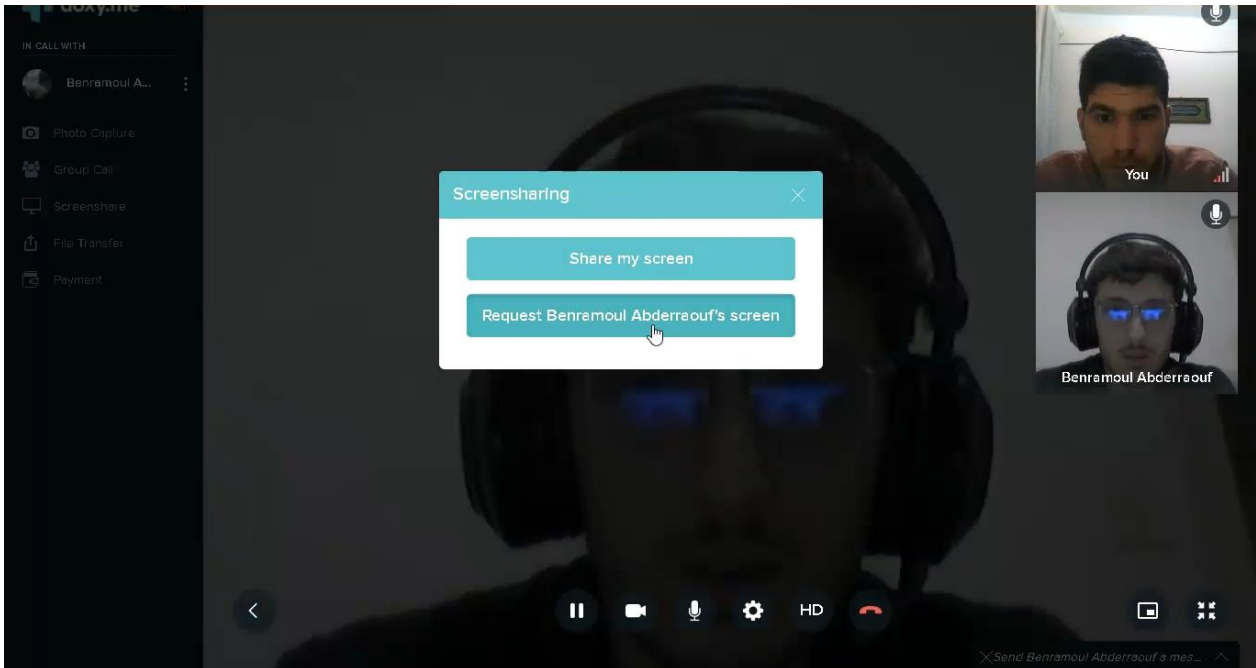 doxy.me
IN CALL WITH
Benramoul A...
Photo Capture
Group Call
Screenshare
File Transfer
Payment
Screensharing
Share my screen
Request Benramoul Abderraouf's screen
You
Benramoul Abderraouf
HD
Send Benramoul Abderraouf a mes...